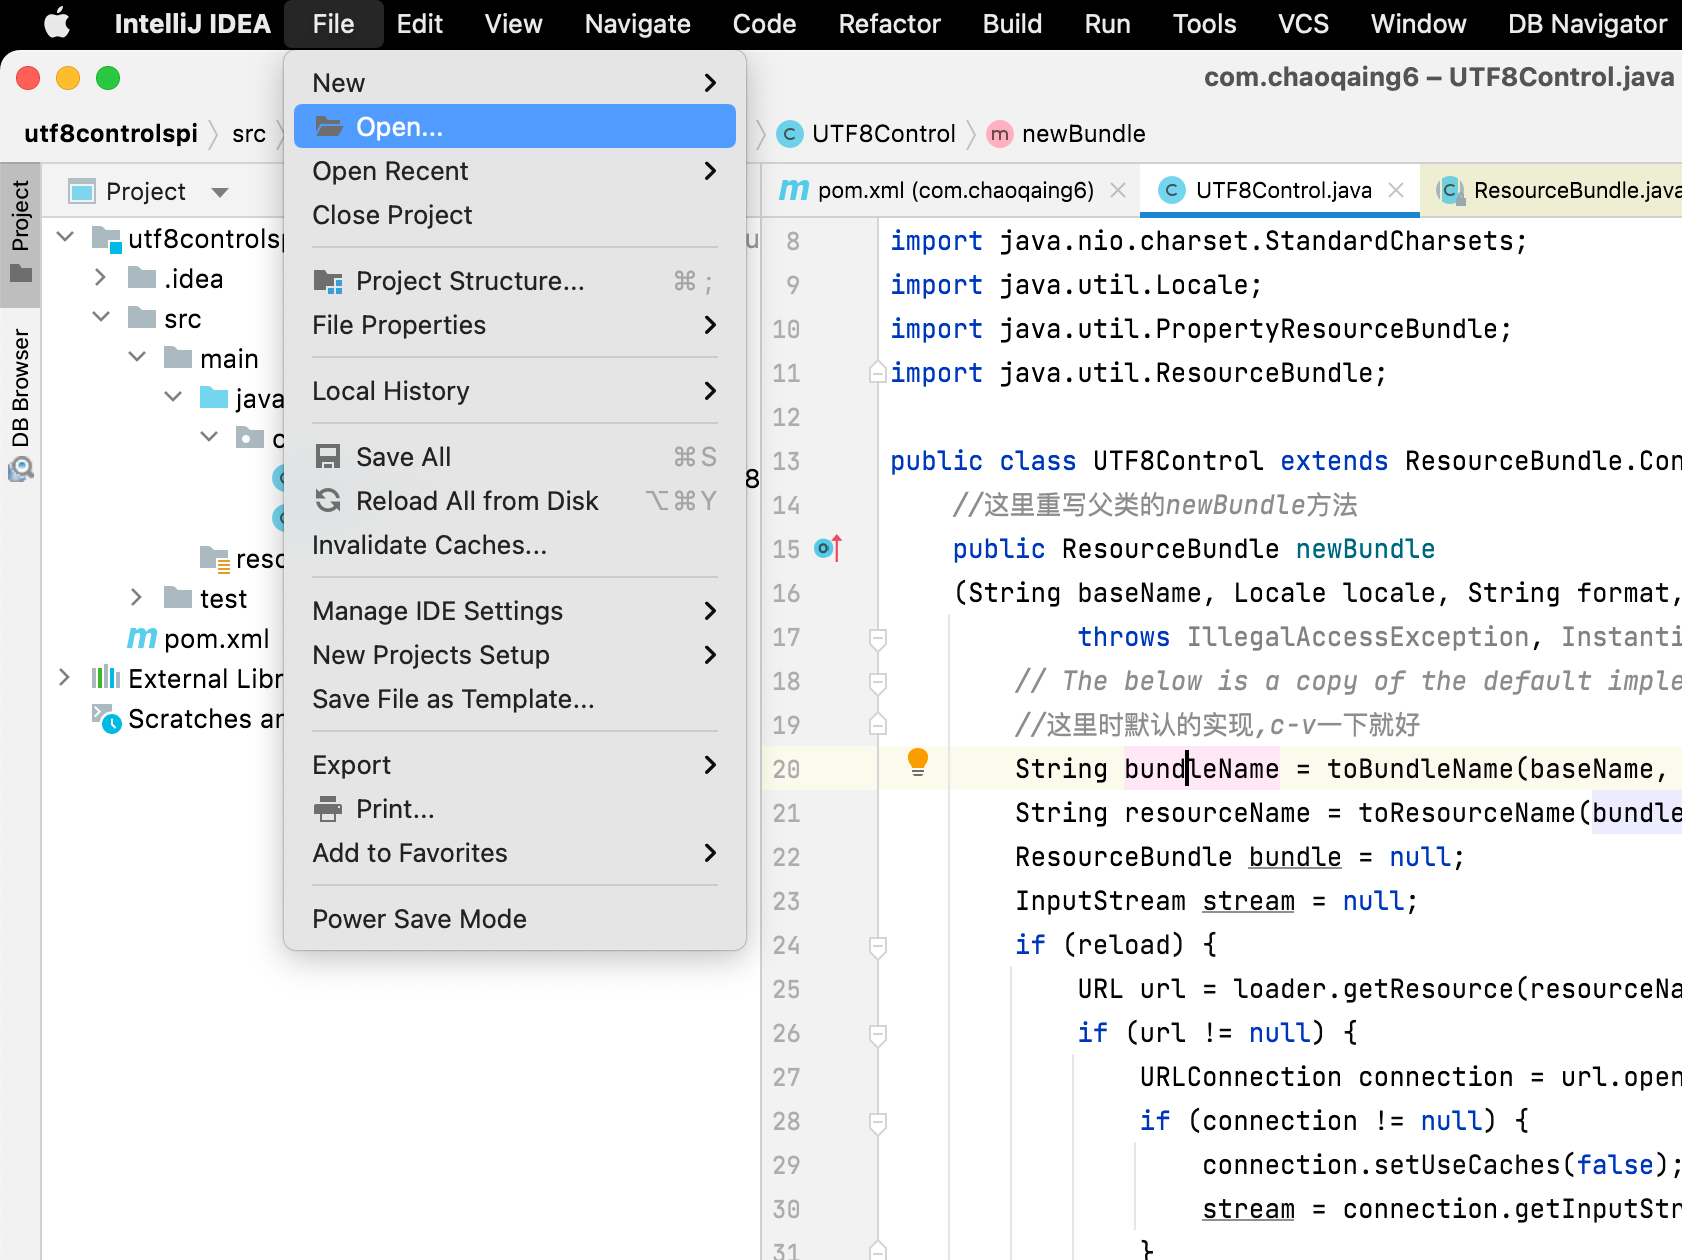 IntelliJ IDEA File Edit View Navigate Code Refactor Build Run Tools VCS Window DB Navigator
com.chaoqaing6 – UTF8Control.java
utf8controlspi src UTF8Control m newBundle
Project
DB Browser
Project
utf8controlsp
.idea
src
main
java
c
8
reso
test
m pom.xml
External Libr
Scratches an
New
Open...
Open Recent
Close Project
Project Structure... ⌘ ;
File Properties
Local History
Save All ⌘S
Reload All from Disk ⌥⌘Y
Invalidate Caches...
Manage IDE Settings
New Projects Setup
Save File as Template...
Export
Print...
Add to Favorites
Power Save Mode
m pom.xml (com.chaoqaing6) C UTF8Control.java C ResourceBundle.java
8 import java.nio.charset.StandardCharsets;
9 import java.util.Locale;
10 import java.util.PropertyResourceBundle;
11 import java.util.ResourceBundle;
12
13 public class UTF8Control extends ResourceBundle.Con
14 //这里重写父类的newBundle方法
15 public ResourceBundle newBundle
16 (String baseName, Locale locale, String format,
17 throws IllegalAccessException, Instanti
18 // The below is a copy of the default imple
19 //这里时默认的实现,c-v一下就好
20 String bundleName = toBundleName(baseName,
21 String resourceName = toResourceName(bundle
22 ResourceBundle bundle = null;
23 InputStream stream = null;
24 if (reload) {
25 URL url = loader.getResource(resourceNa
26 if (url != null) {
27 URLConnection connection = url.open
28 if (connection != null) {
29 connection.setUseCaches(false);
30 stream = connection.getInputStr
31 }